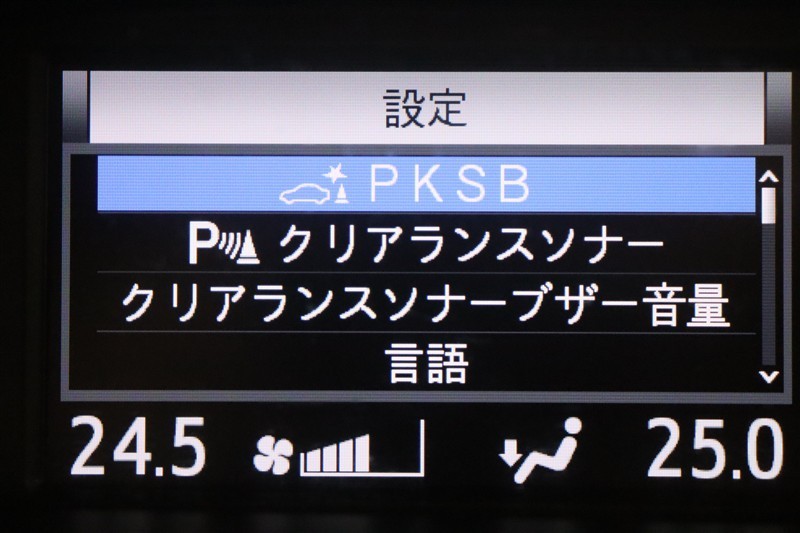 設定
PKSB
P クリアランスソナー
クリアランスソナーブザー音量
言語
24.5 25.0